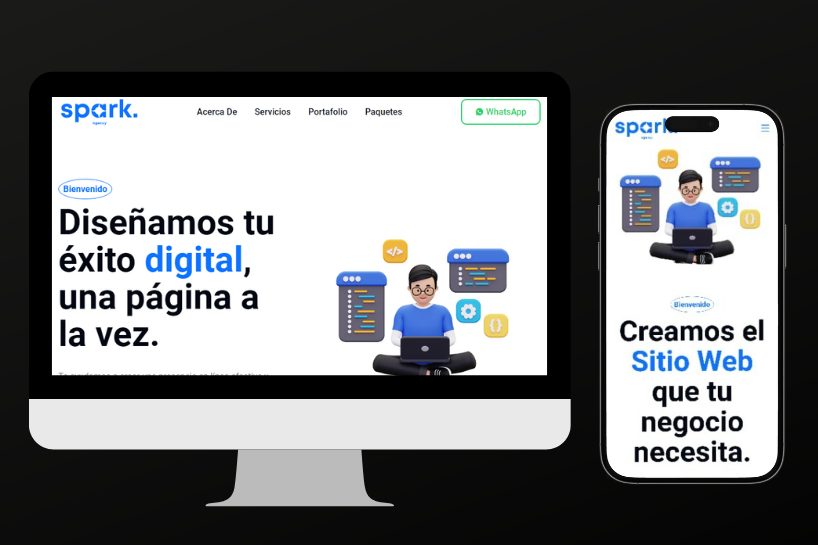 spark.
agency
Acerca De
Servicios
Portafolio
Paquetes
WhatsApp
Bienvenido
Diseñamos tu
éxito digital,
una página a
la vez.
spark
agency
</>
{}
Bienvenido
Creamos el
Sitio Web
que tu
negocio
necesita.